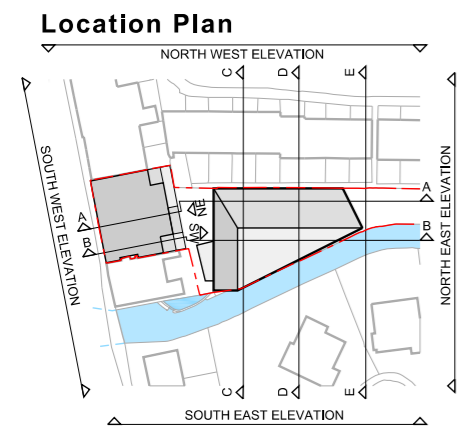 Location Plan
NORTH WEST ELEVATION
C
D
E
SOUTH WEST ELEVATION
NORTH EAST ELEVATION
A
B
NE
SW
A
B
C
D
E
SOUTH EAST ELEVATION